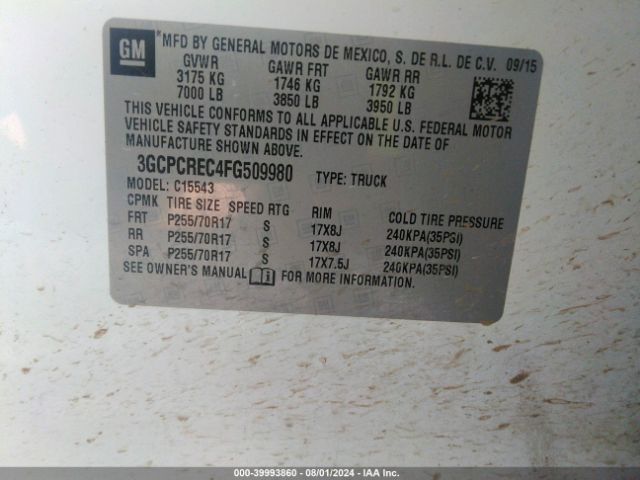 GM
*MFD BY GENERAL MOTORS DE MEXICO, S. DE R.L. DE C.V. 09/15
GVWR GAWR FRT GAWR RR
3175 KG 1746 KG 1792 KG
7000 LB 3850 LB 3950 LB
THIS VEHICLE CONFORMS TO ALL APPLICABLE U.S. FEDERAL MOTOR
VEHICLE SAFETY STANDARDS IN EFFECT ON THE DATE OF
MANUFACTURE SHOWN ABOVE.
3GCPCREC4FG509980 TYPE: TRUCK
MODEL: C15543
CPMK TIRE SIZE SPEED RTG RIM COLD TIRE PRESSURE
FRT P255/70R17 S 17X8J 240KPA(35PSI)
RR P255/70R17 S 17X8J 240KPA(35PSI)
SPA P255/70R17 S 17X7.5J 240KPA(35PSI)
SEE OWNER'S MANUAL FOR MORE INFORMATION.
000-39993860 - 08/01/2024 - IAA Inc.